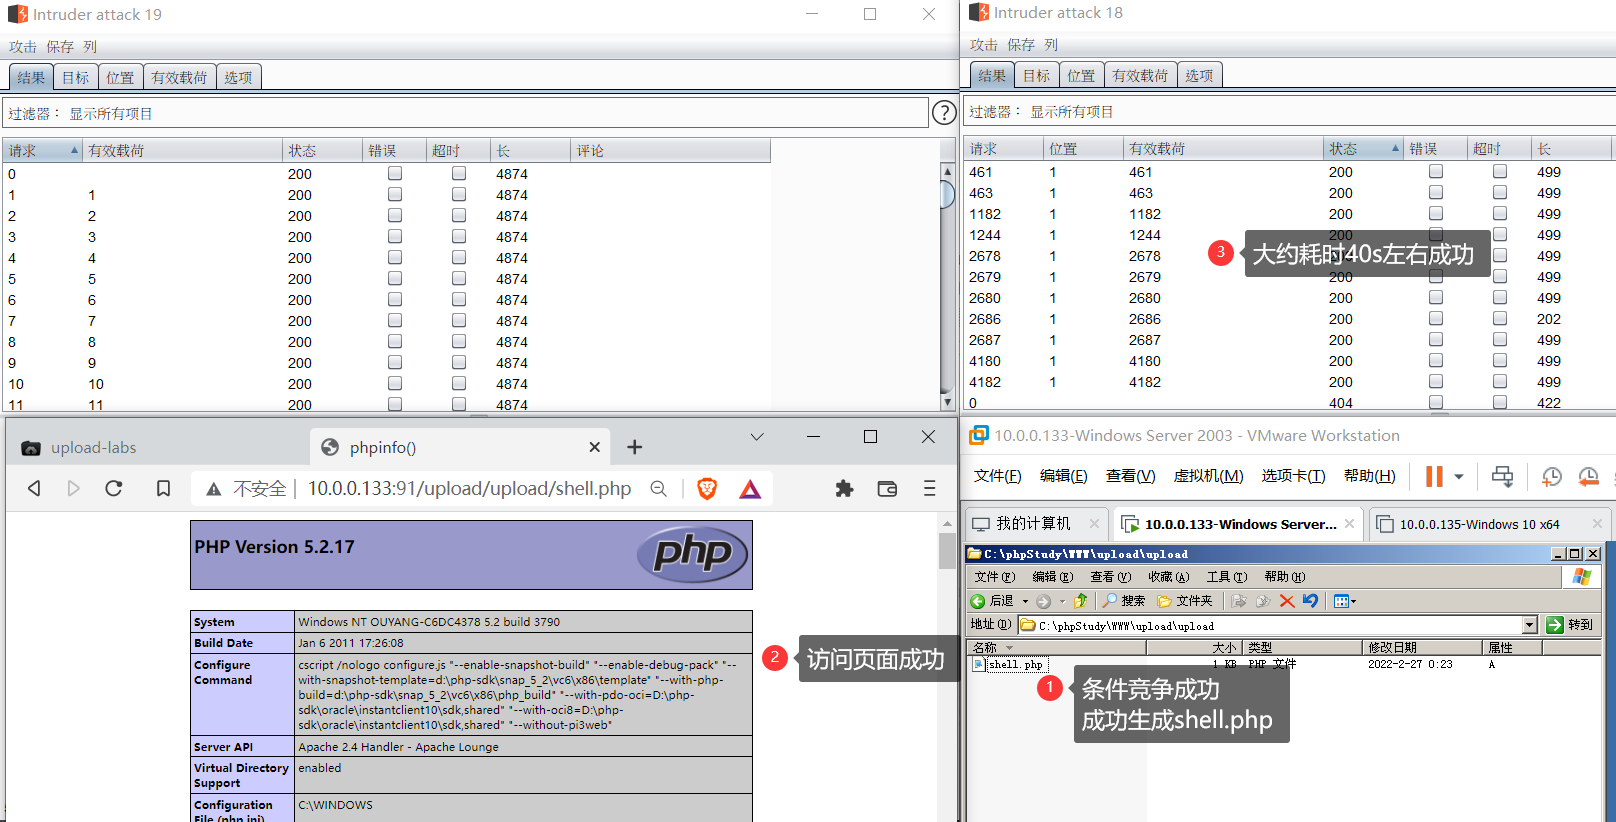 Intruder attack 19
攻击 保存 列
结果 目标 位置 有效载荷 选项
过滤器： 显示所有项目 ?
请求 有效载荷 状态 错误 超时 长 评论
0 200 4874
1 1 200 4874
2 2 200 4874
3 3 200 4874
4 4 200 4874
5 5 200 4874
6 6 200 4874
7 7 200 4874
8 8 200 4874
9 9 200 4874
10 10 200 4874
11 11 200 4874
Intruder attack 18
攻击 保存 列
结果 目标 位置 有效载荷 选项
过滤器： 显示所有项目
请求 位置 有效载荷 状态 错误 超时 长
461 1 461 200 499
463 1 463 200 499
1182 1 1182 200 499
1244 1 1244 200 499
2678 1 2678 200 499
2679 1 2679 200 499
2680 1 2680 200 499
2686 1 2686 200 202
2687 1 2687 200 499
4180 1 4180 200 499
4182 1 4182 200 499
0 404 422
3 大约耗时40s左右成功
upload-labs phpinfo()
不安全 10.0.0.133:91/upload/upload/shell.php
PHP Version 5.2.17 php
System Windows NT OUYANG-C6DC4378 5.2 build 3790
Build Date Jan 6 2011 17:26:08
Configure Command cscript /nologo configure.js "--enable-snapshot-build" "--enable-debug-pack" "--
with-snapshot-template=d:\php-sdk\snap_5_2\vc6\x86\template" "--with-php-
build=d:\php-sdk\snap_5_2\vc6\x86\php_build" "--with-pdo-oci=D:\php-
sdk\oracle\instantclient10\sdk,shared" "--with-oci8=D:\php-
sdk\oracle\instantclient10\sdk,shared" "--without-pi3web"
Server API Apache 2.4 Handler - Apache Lounge
Virtual Directory Support enabled
Configuration File (php.ini) C:\WINDOWS
2 访问页面成功
10.0.0.133-Windows Server 2003 - VMware Workstation
文件(F) 编辑(E) 查看(V) 虚拟机(M) 选项卡(T) 帮助(H)
我的计算机 10.0.0.133-Windows Server... 10.0.0.135-Windows 10 x64
C:\phpStudy\WWW\upload\upload
文件(F) 编辑(E) 查看(V) 收藏(A) 工具(T) 帮助(H)
后退 搜索 文件夹
地址(D) C:\phpStudy\WWW\upload\upload 转到
名称 大小 类型 修改日期 属性
shell.php 1 KB PHP 文件 2022-2-27 0:23 A
1 条件竞争成功
成功生成shell.php